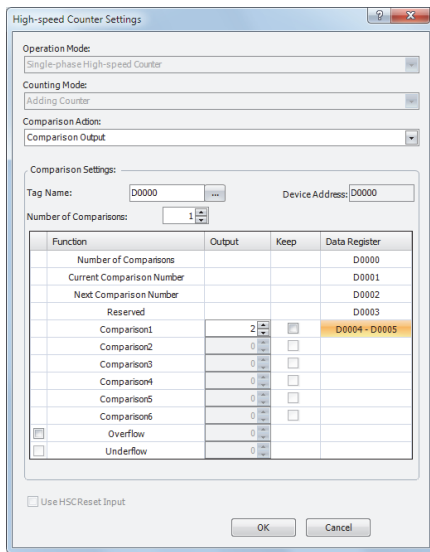 High-speed Counter Settings
Operation Mode:
Single-phase High-speed Counter
Counting Mode:
Adding Counter
Comparison Action:
Comparison Output
Comparison Settings:
Tag Name: D0000 ... Device Address: D0000
Number of Comparisons: 1
Function Output Keep Data Register
Number of Comparisons D0000
Current Comparison Number D0001
Next Comparison Number D0002
Reserved D0003
Comparison1 2 D0004 - D0005
Comparison2 0
Comparison3 0
Comparison4 0
Comparison5 0
Comparison6 0
Overflow 0
Underflow 0
Use HSC Reset Input
OK Cancel